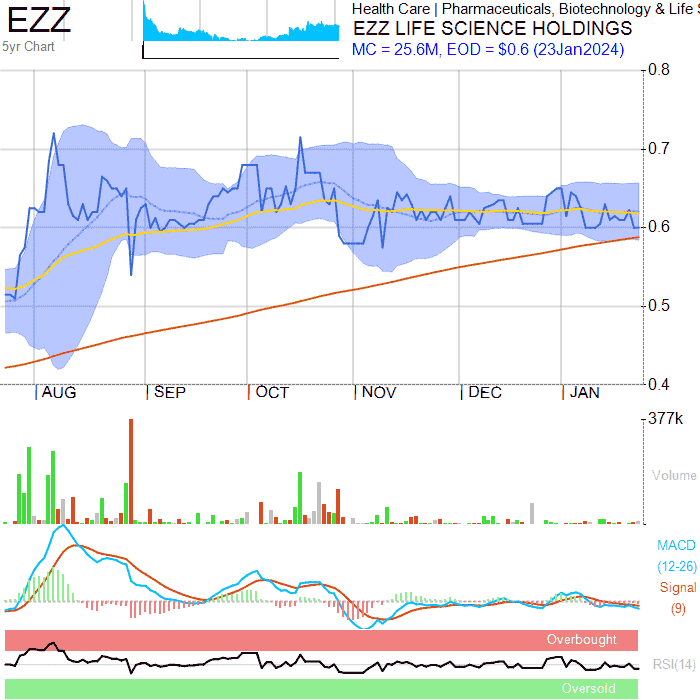 EZZ
5yr Chart
Health Care | Pharmaceuticals, Biotechnology & Life S
EZZ LIFE SCIENCE HOLDINGS
MC = 25.6M, EOD = $0.6 (23Jan2024)
0.8
0.7
0.6
0.5
0.4
AUG SEP OCT NOV DEC JAN
377k
Volume
MACD
(12-26)
Signal
(9)
Overbought
RSI(14)
Oversold